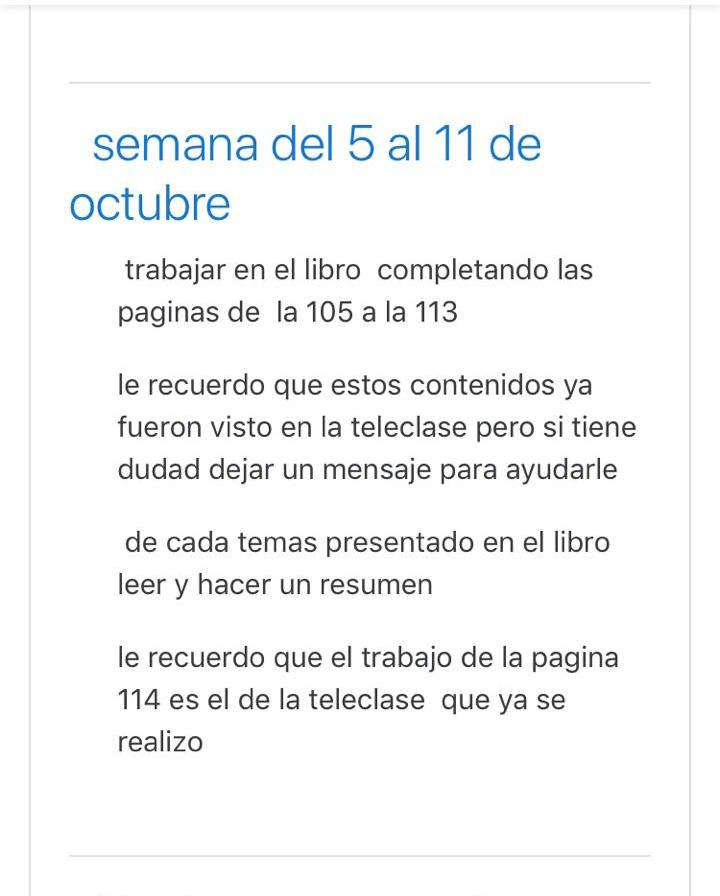 semana del 5 al 11 de
octubre
trabajar en el libro completando las
paginas de la 105 a la 113
le recuerdo que estos contenidos ya
fueron visto en la teleclase pero si tiene
dudad dejar un mensaje para ayudarle
de cada temas presentado en el libro
leer y hacer un resumen
le recuerdo que el trabajo de la pagina
114 es el de la teleclase que ya se
realizo